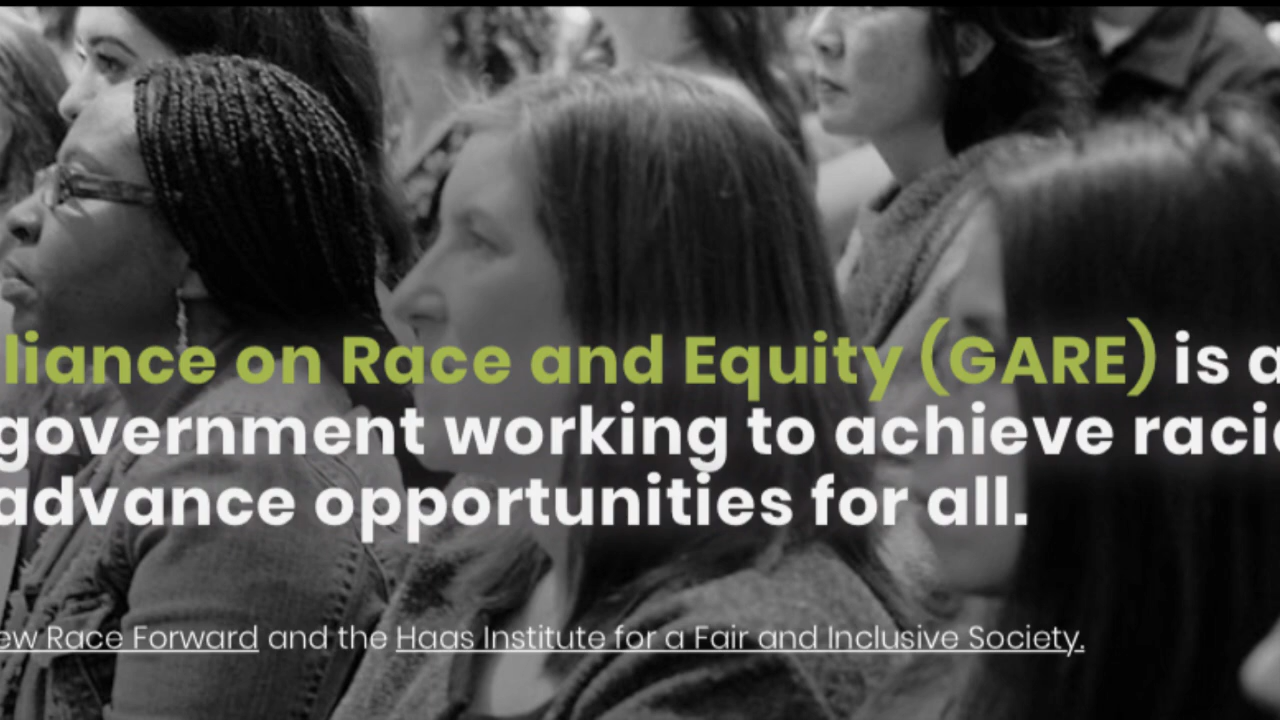 liance on Race and Equity (GARE) is a
government working to achieve raci
advance opportunities for all.
ew Race Forward and the Haas Institute for a Fair and Inclusive Society.